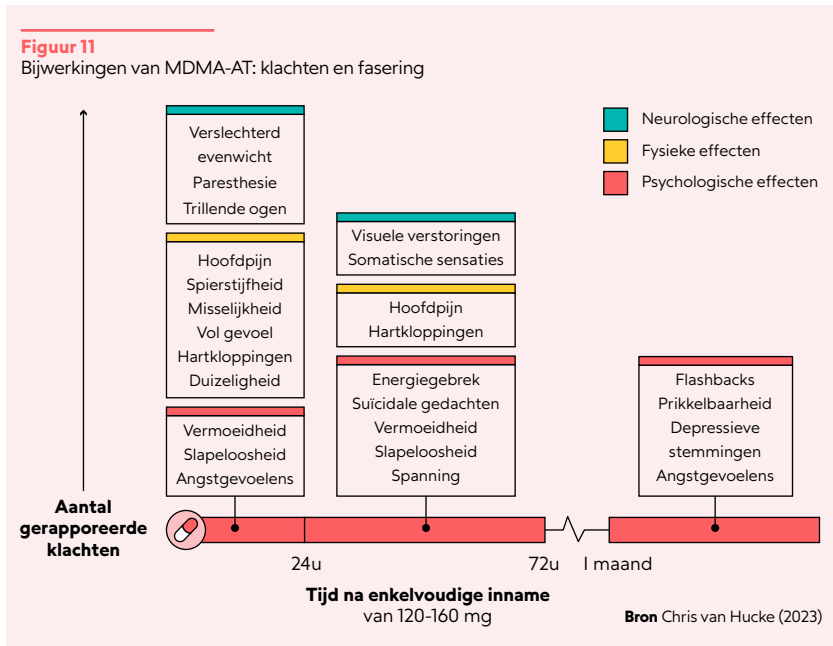 Figuur 11
Bijwerkingen van MDMA-AT: klachten en fasering
Neurologische effecten
Fysieke effecten
Psychologische effecten
Verslechterd
evenwicht
Paresthesie
Trillende ogen
Hoofdpijn
Spierstijfheid
Misselijkheid
Vol gevoel
Hartkloppingen
Duizeligheid
Vermoeidheid
Slapeloosheid
Angstgevoelens
Visuele verstoringen
Somatische sensaties
Hoofdpijn
Hartkloppingen
Energiegebrek
Suïcidale gedachten
Vermoeidheid
Slapeloosheid
Spanning
Flashbacks
Prikkelbaarheid
Depressieve
stemmingen
Angstgevoelens
Aantal
gerapporeerde
klachten
24u
72u
1 maand
Tijd na enkelvoudige inname
van 120-160 mg
Bron Chris van Hucke (2023)